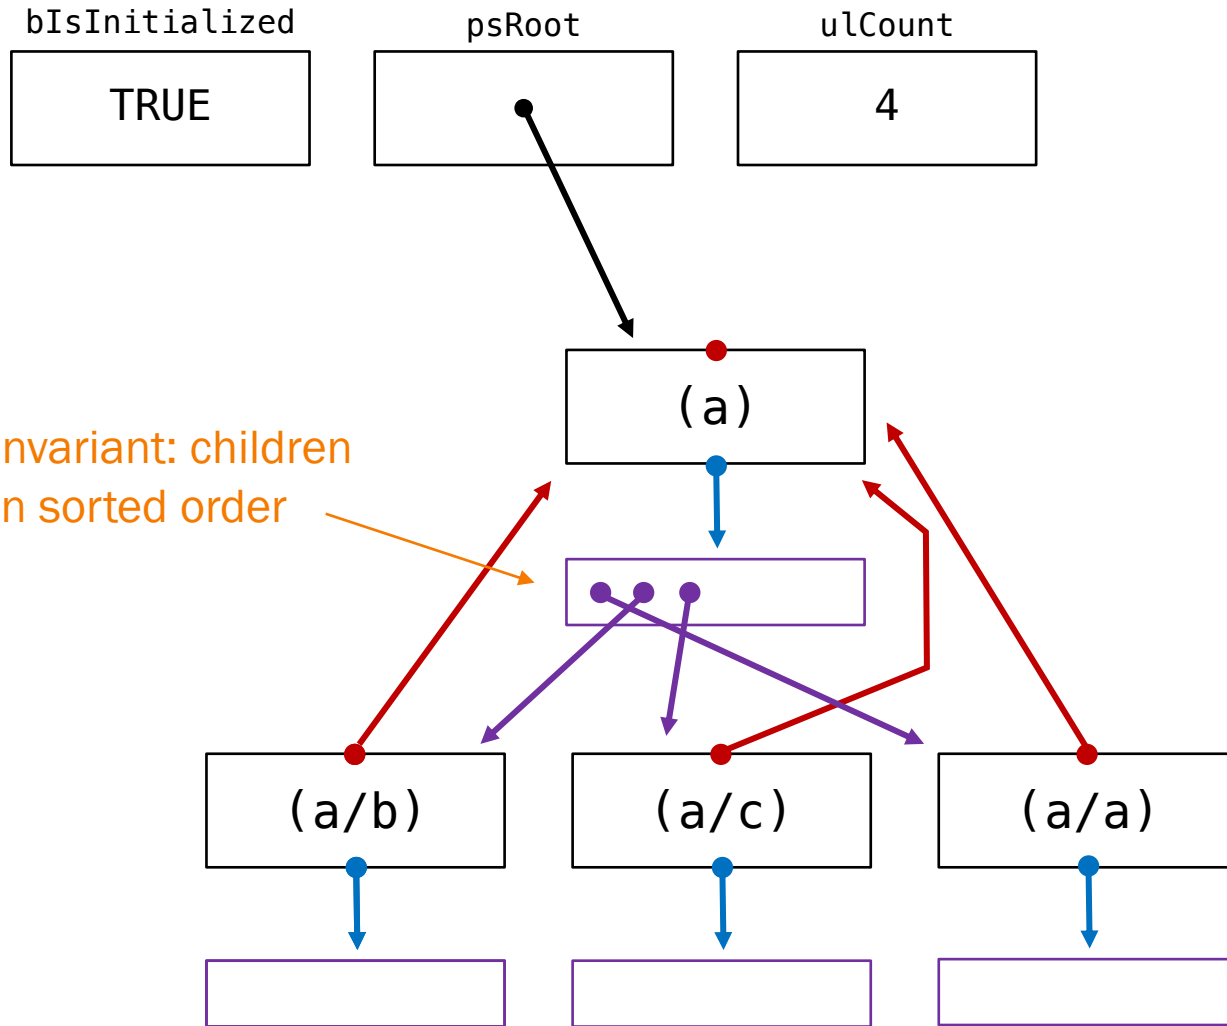 bIsInitialized psRoot ulCount
TRUE 4
(a)
nvariant: children
n sorted order
(a/b) (a/c) (a/a)